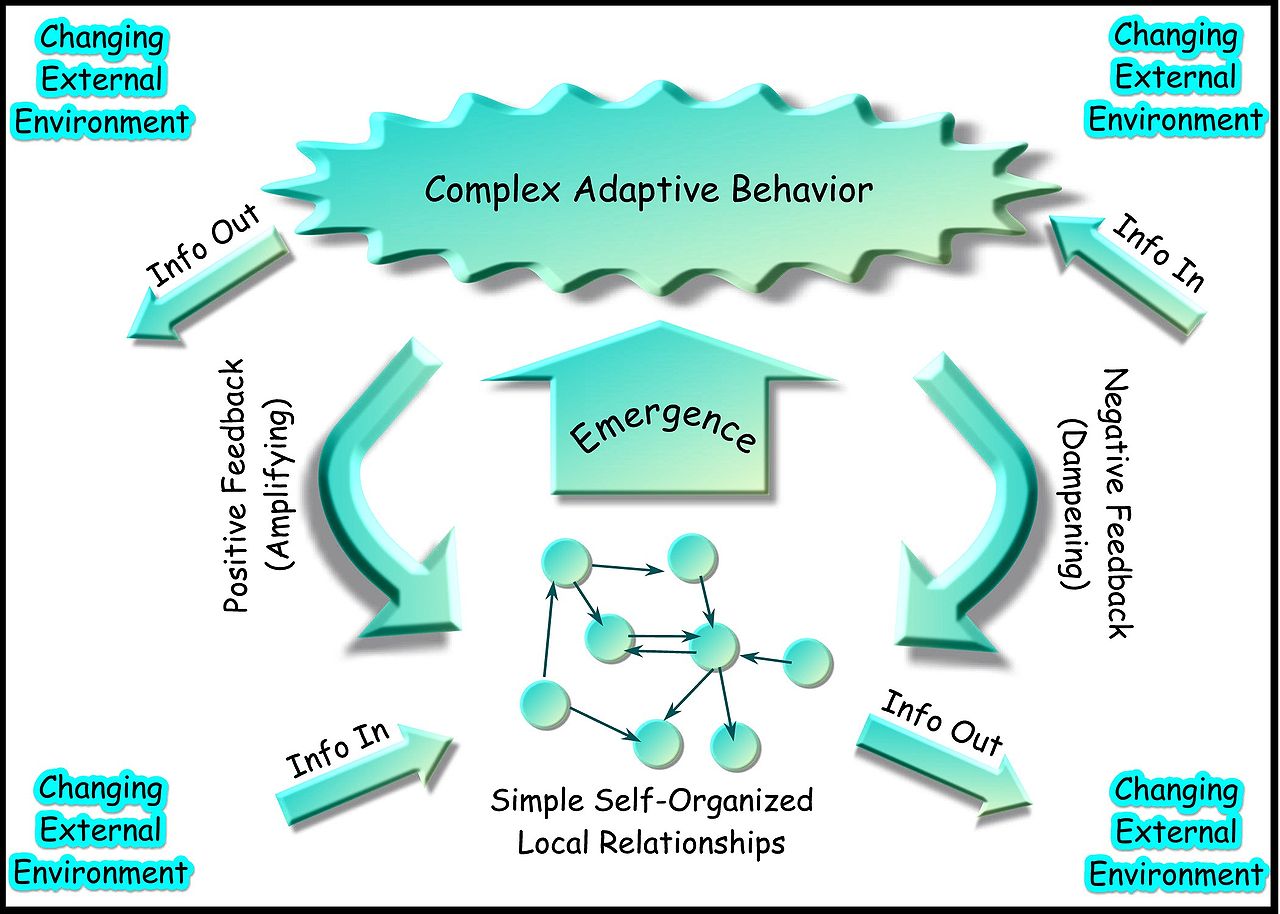 Changing
External
Environment
Changing
External
Environment
Complex Adaptive Behavior
Info Out
Info In
Positive Feedback
(Amplifying)
Emergence
Negative Feedback
(Dampening)
Info In
Info Out
Simple Self-Organized
Local Relationships
Changing
External
Environment
Changing
External
Environment